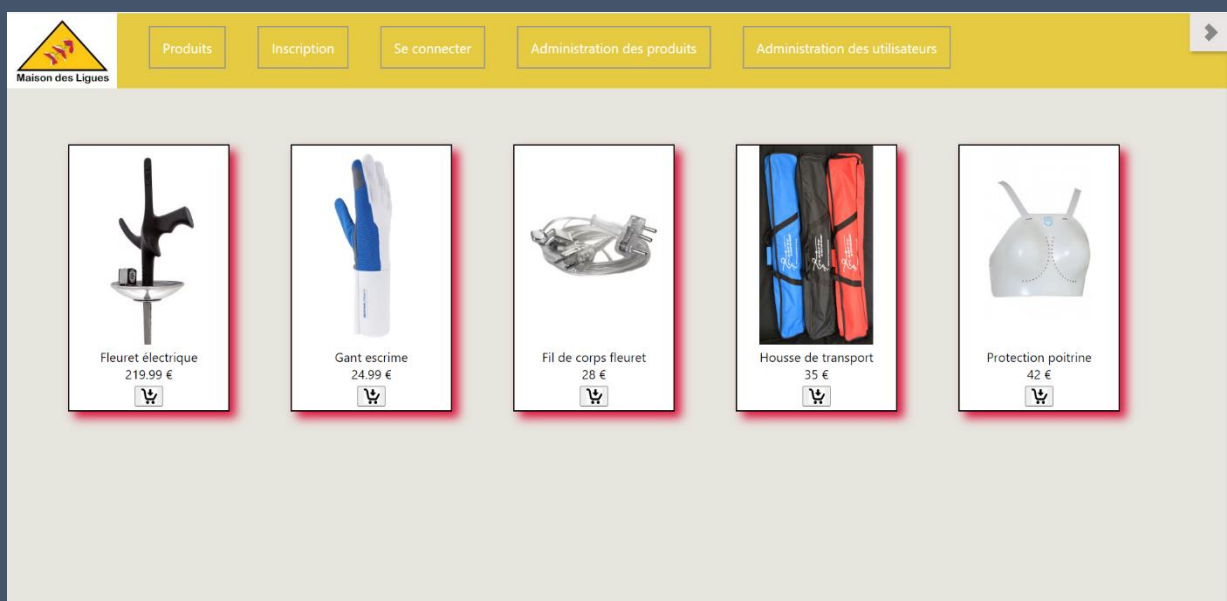 Maison des Ligues
Produits
Inscription
Se connecter
Administration des produits
Administration des utilisateurs
Fleuret électrique
219.99 €
Gant escrime
24.99 €
Fil de corps fleuret
28 €
Housse de transport
35 €
Protection poitrine
42 €